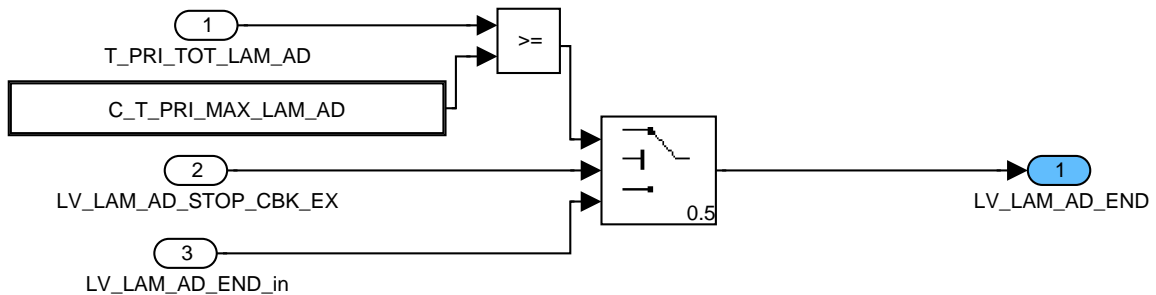 1
T_PRI_TOT_LAM_AD
>=
C_T_PRI_MAX_LAM_AD
2
LV_LAM_AD_STOP_CBK_EX
0.5
1
LV_LAM_AD_END
3
LV_LAM_AD_END_in